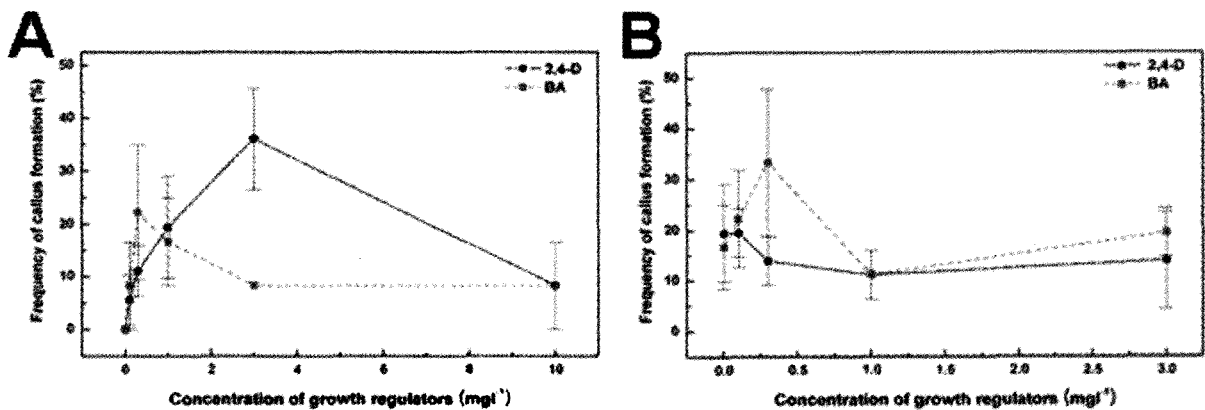 A
Frequency of callus formation (%)
50
40
30
20
10
0
2,4-D
BA
0
2
4
6
8
10
Concentration of growth regulators (mgl⁻¹)
B
Frequency of callus formation (%)
50
40
30
20
10
0
2,4-D
BA
0.0
0.5
1.0
1.5
2.0
2.5
3.0
Concentration of growth regulators (mgl⁻¹)